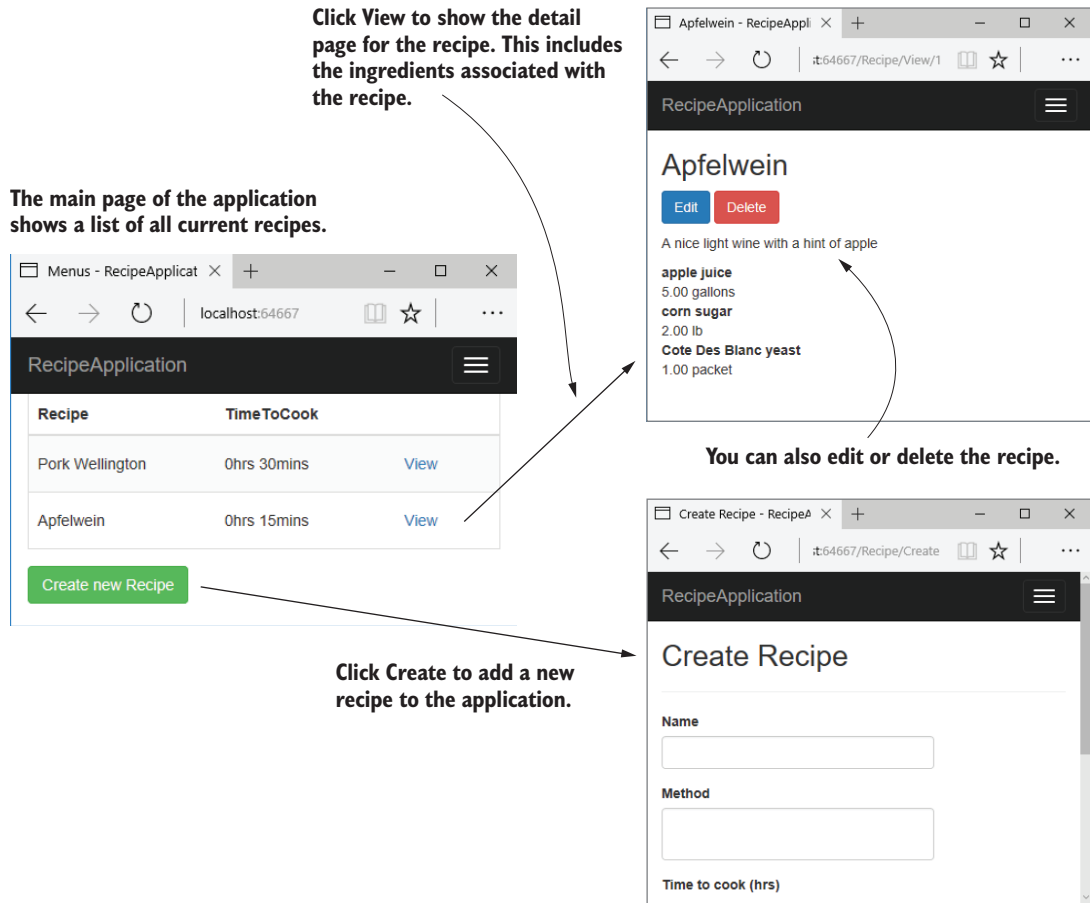 Click View to show the detail
page for the recipe. This includes
the ingredients associated with
the recipe.
The main page of the application
shows a list of all current recipes.
Menus - RecipeApplicat
localhost:64667
RecipeApplication
Recipe TimeToCook
Pork Wellington 0hrs 30mins View
Apfelwein 0hrs 15mins View
Create new Recipe
Apfelwein - RecipeAppli
t:64667/Recipe/View/1
RecipeApplication
Apfelwein
Edit Delete
A nice light wine with a hint of apple
apple juice
5.00 gallons
corn sugar
2.00 lb
Cote Des Blanc yeast
1.00 packet
You can also edit or delete the recipe.
Click Create to add a new
recipe to the application.
Create Recipe - RecipeA
t:64667/Recipe/Create
RecipeApplication
Create Recipe
Name
Method
Time to cook (hrs)